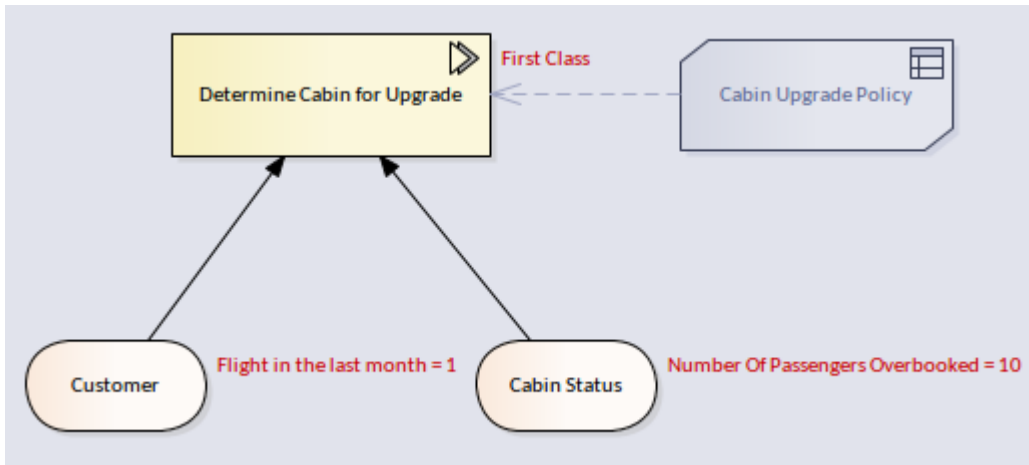 First Class
Determine Cabin for Upgrade
Cabin Upgrade Policy
Customer
Flight in the last month = 1
Cabin Status
Number Of Passengers Overbooked = 10